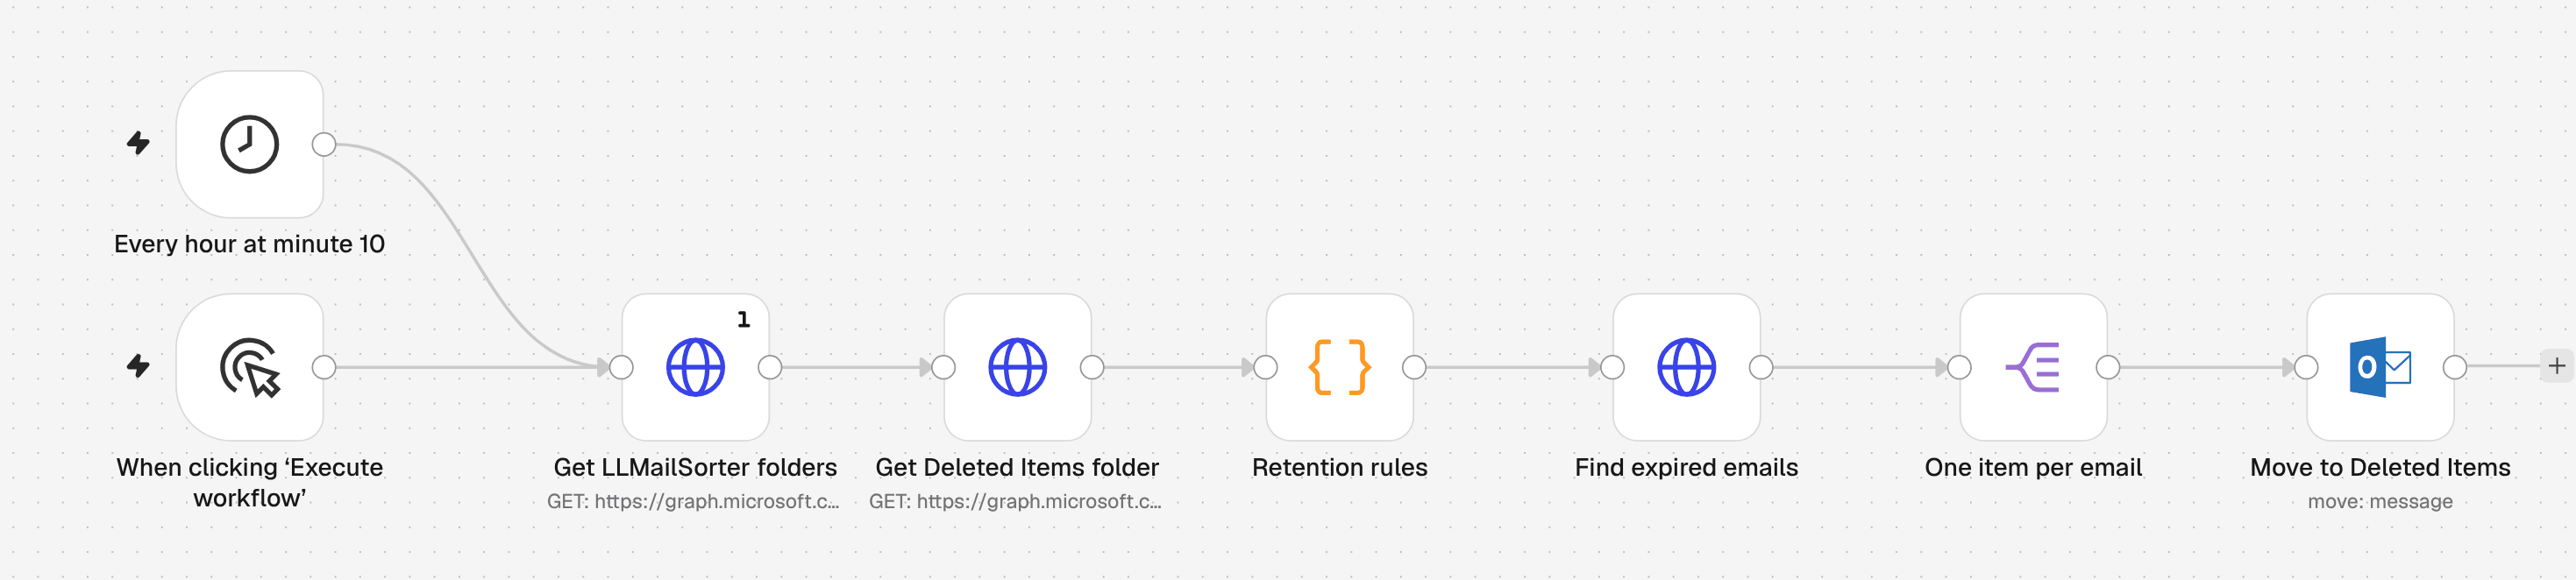 Every hour at minute 10
When clicking ‘Execute
workflow’
1
Get LLMailSorter folders
GET: https://graph.microsoft.c...
Get Deleted Items folder
GET: https://graph.microsoft.c...
Retention rules
Find expired emails
One item per email
Move to Deleted Items
move: message